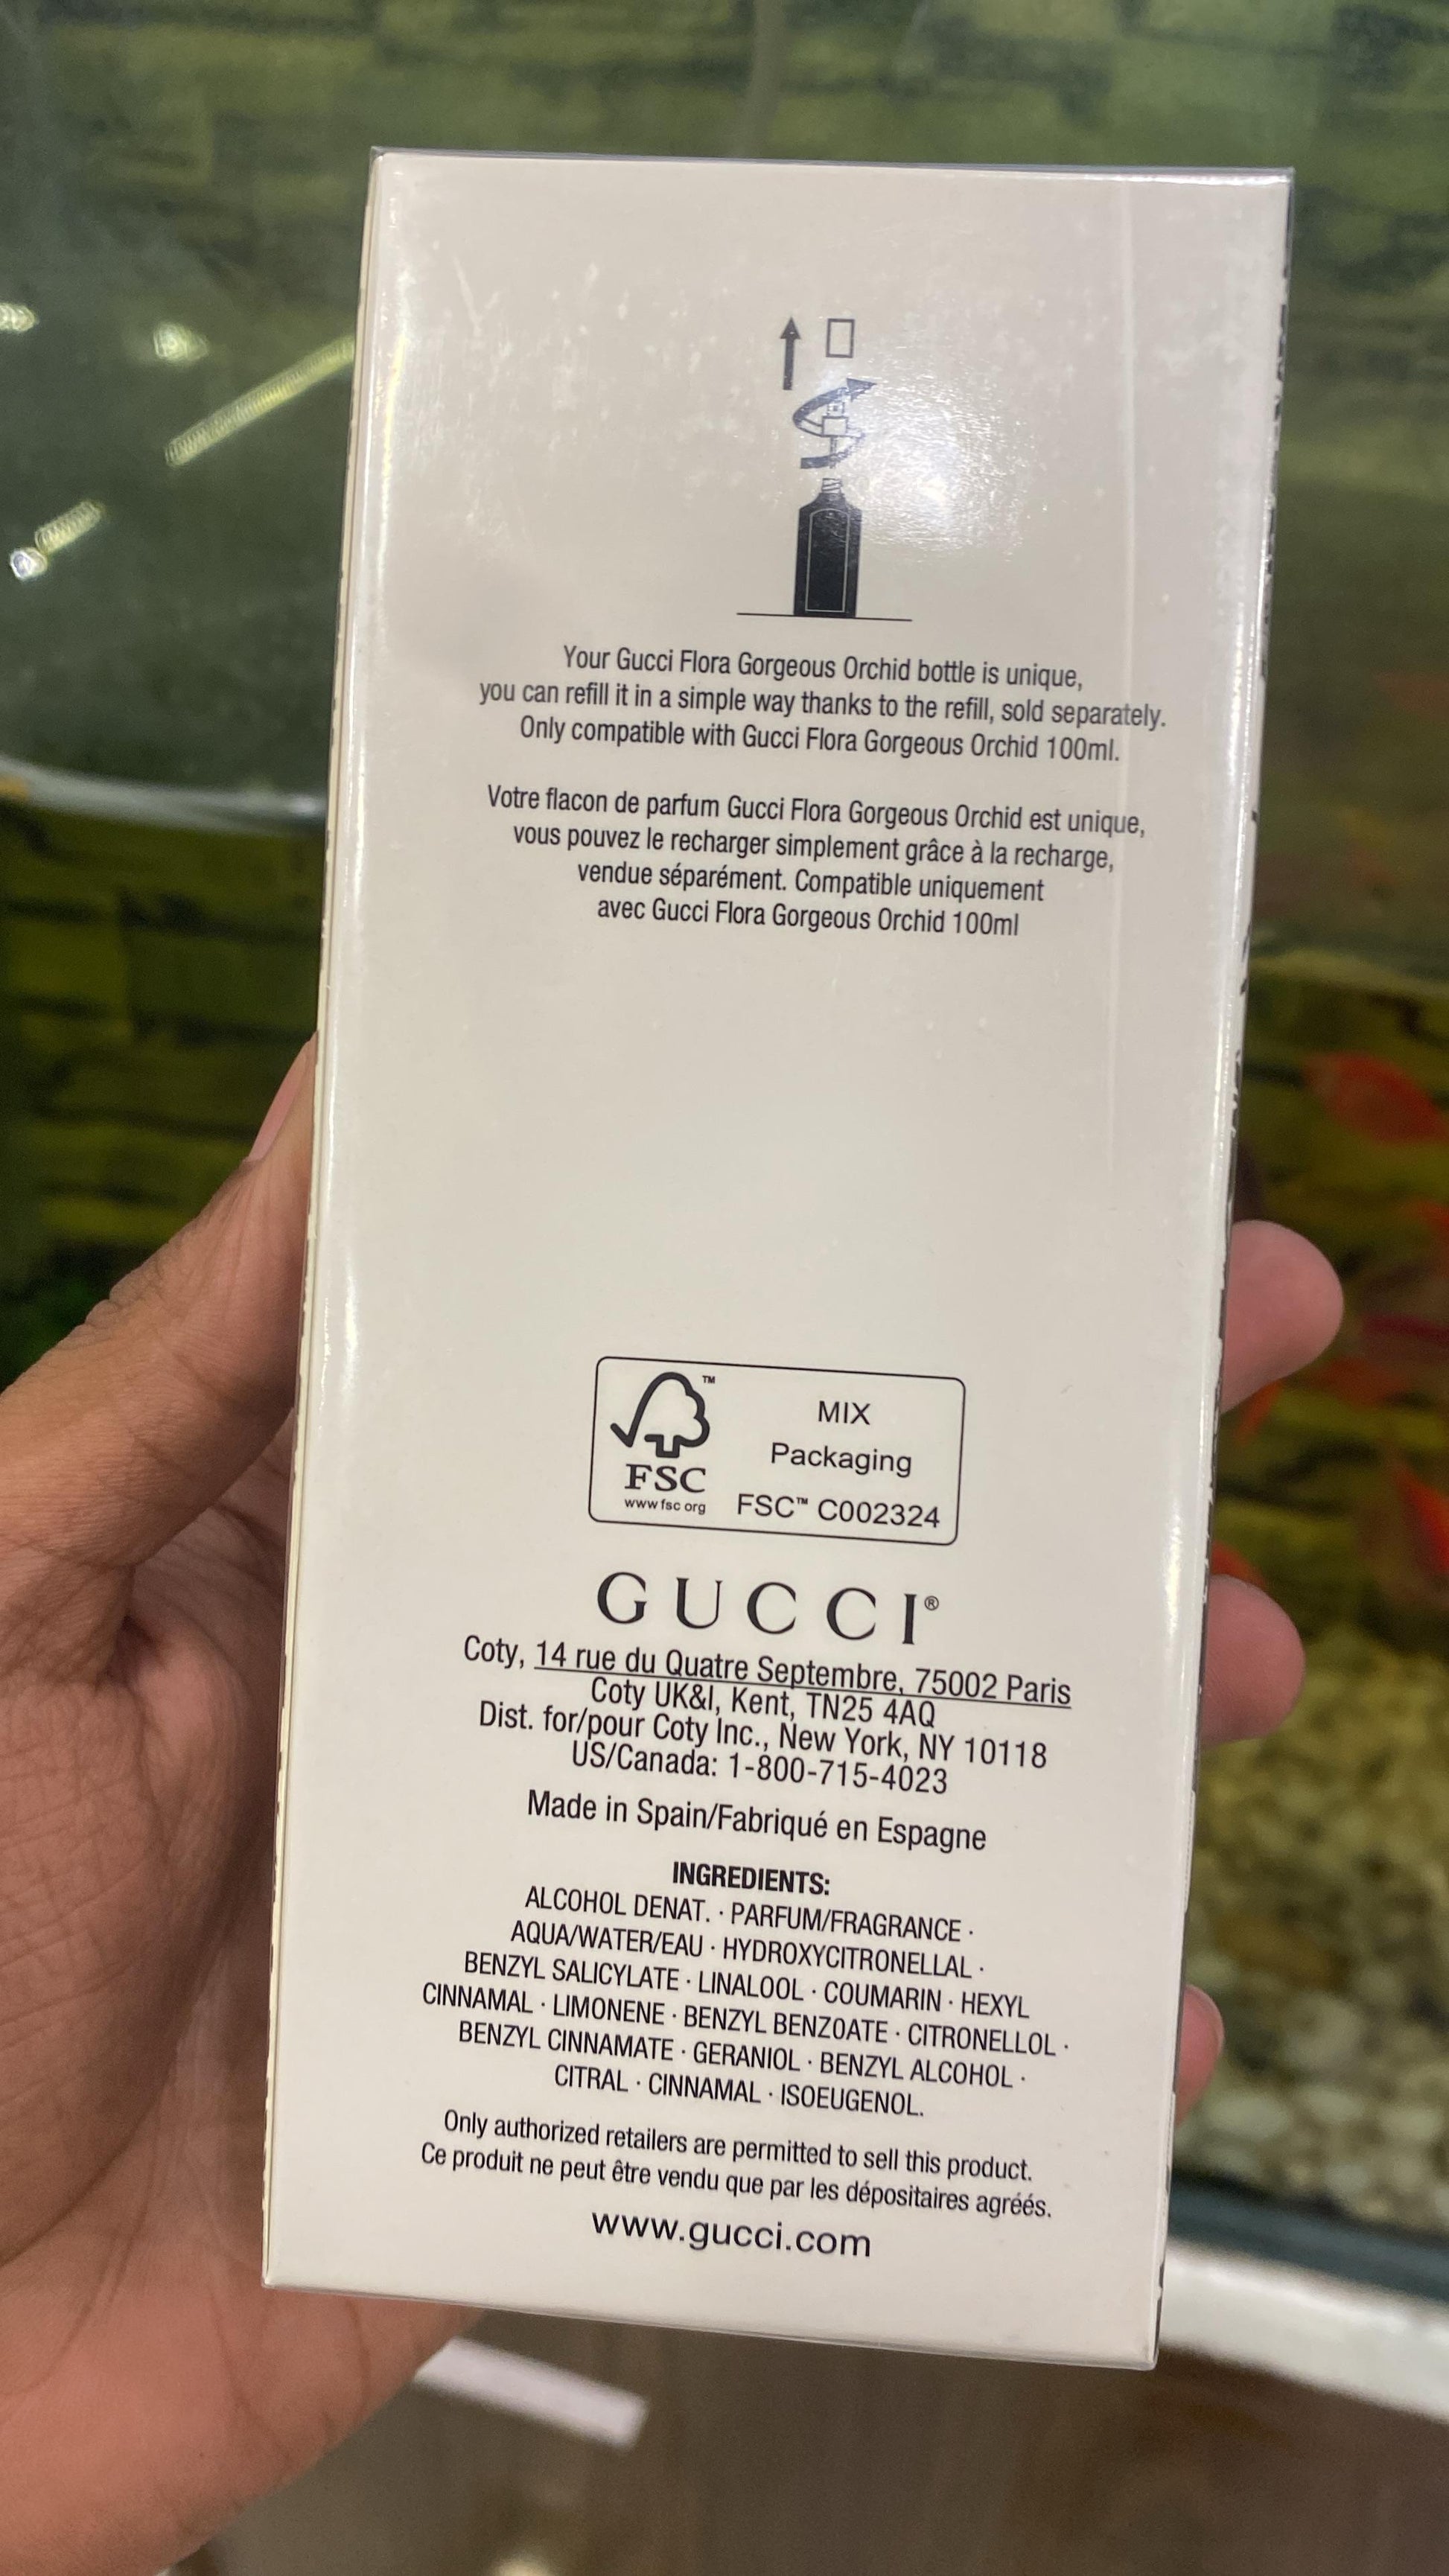 Your Gucci Flora Gorgeous Orchid bottle is unique,
you can refill it in a simple way thanks to the refill, sold separately.
Only compatible with Gucci Flora Gorgeous Orchid 100ml.
Votre flacon de parfum Gucci Flora Gorgeous Orchid est unique,
vous pouvez le recharger simplement grâce à la recharge,
vendue séparément. Compatible uniquement
avec Gucci Flora Gorgeous Orchid 100ml
FSC™
www.fsc.org
MIX
Packaging
FSC™ C002324
GUCCI®
Coty, 14 rue du Quatre Septembre, 75002 Paris
Coty UK&I, Kent, TN25 4AQ
Dist. for/pour Coty Inc., New York, NY 10118
US/Canada: 1-800-715-4023
Made in Spain/Fabriqué en Espagne
INGREDIENTS:
ALCOHOL DENAT. · PARFUM/FRAGRANCE ·
AQUA/WATER/EAU · HYDROXYCITRONELLAL ·
BENZYL SALICYLATE · LINALOOL · COUMARIN · HEXYL
CINNAMAL · LIMONENE · BENZYL BENZOATE · CITRONELLOL ·
BENZYL CINNAMATE · GERANIOL · BENZYL ALCOHOL ·
CITRAL · CINNAMAL · ISOEUGENOL.
Only authorized retailers are permitted to sell this product.
Ce produit ne peut être vendu que par les dépositaires agréés.
www.gucci.com